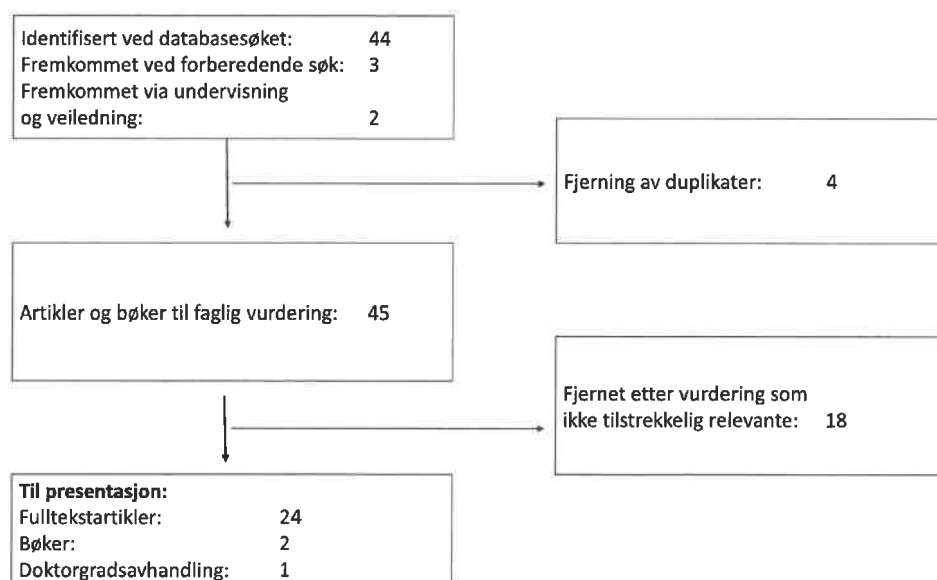 Identifisert ved databasesøket: 44
Fremkommet ved forberedende søk: 3
Fremkommet via undervisning
og veiledning: 2
Fjerning av duplikater: 4
Artikler og bøker til faglig vurdering: 45
Fjernet etter vurdering som
ikke tilstrekkelig relevante: 18
Til presentasjon:
Fulltekstartikler: 24
Bøker: 2
Doktorgradsavhandling: 1